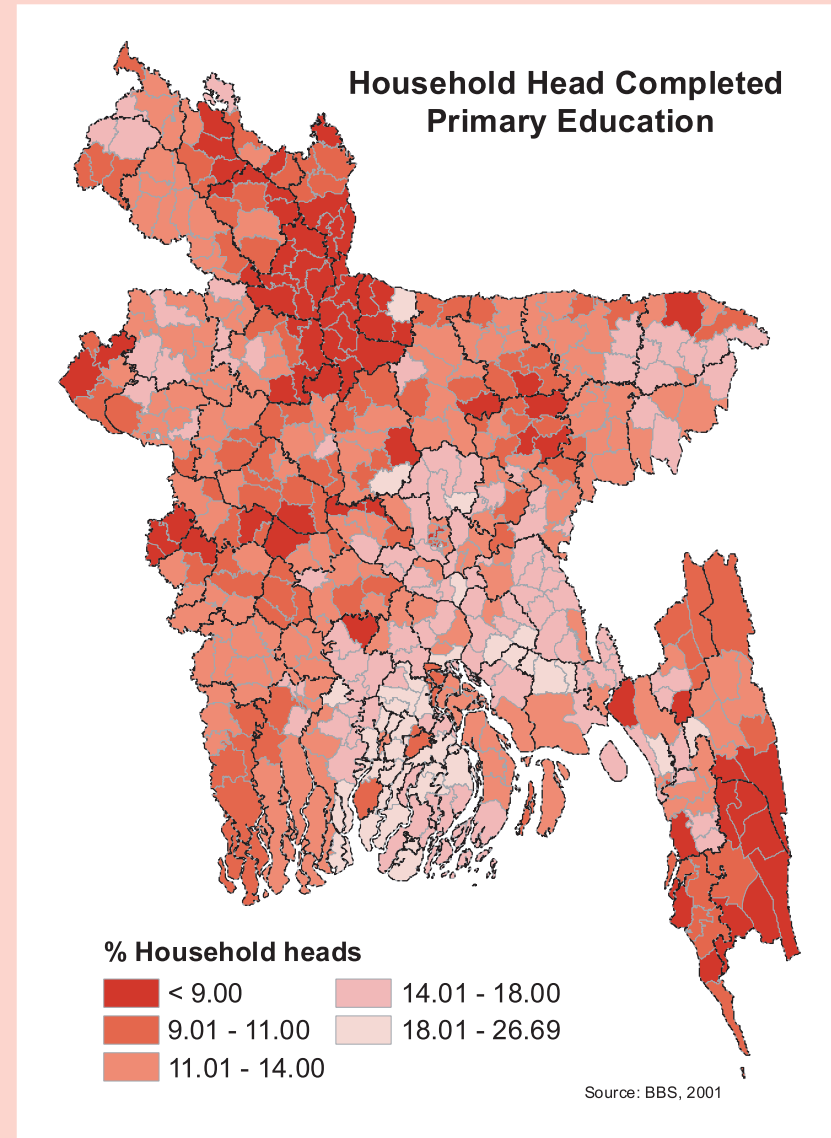 Household Head Completed
Primary Education
% Household heads
< 9.00
9.01 - 11.00
11.01 - 14.00
14.01 - 18.00
18.01 - 26.69
Source: BBS, 2001